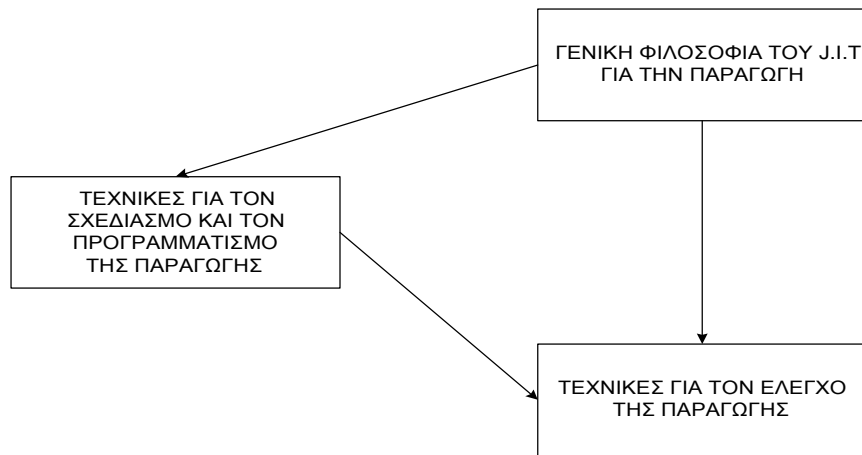 ΓΕΝΙΚΗ ΦΙΛΟΣΟΦΙΑ ΤΟΥ J.I.T
ΓΙΑ ΤΗΝ ΠΑΡΑΓΩΓΗ
ΤΕΧΝΙΚΕΣ ΓΙΑ ΤΟΝ
ΣΧΕΔΙΑΣΜΟ ΚΑΙ ΤΟΝ
ΠΡΟΓΡΑΜΜΑΤΙΣΜΟ
ΤΗΣ ΠΑΡΑΓΩΓΗΣ
ΤΕΧΝΙΚΕΣ ΓΙΑ ΤΟΝ ΕΛΕΓΧΟ
ΤΗΣ ΠΑΡΑΓΩΓΗΣ